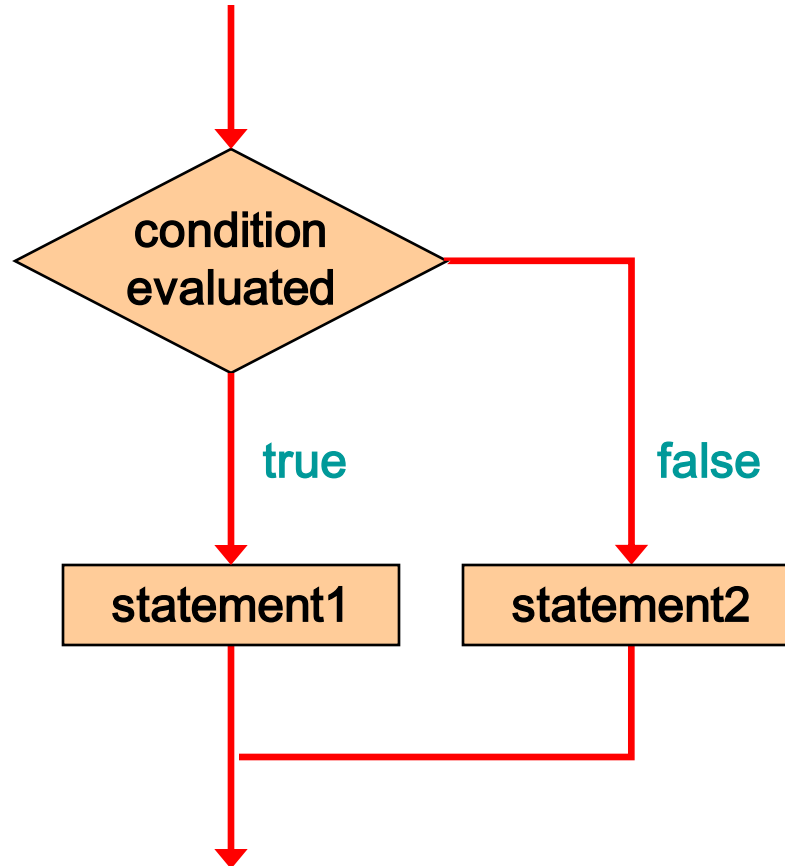 condition
evaluated
true
false
statement1
statement2